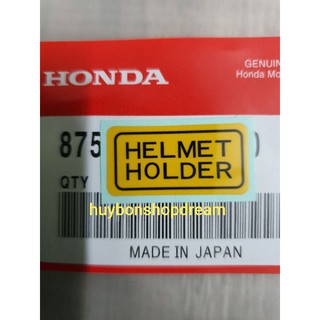 GENUIN
HONDA
Honda Mo
875
HELMET
HOLDER
QTY
huybonshopdream
MADE IN JAPAN